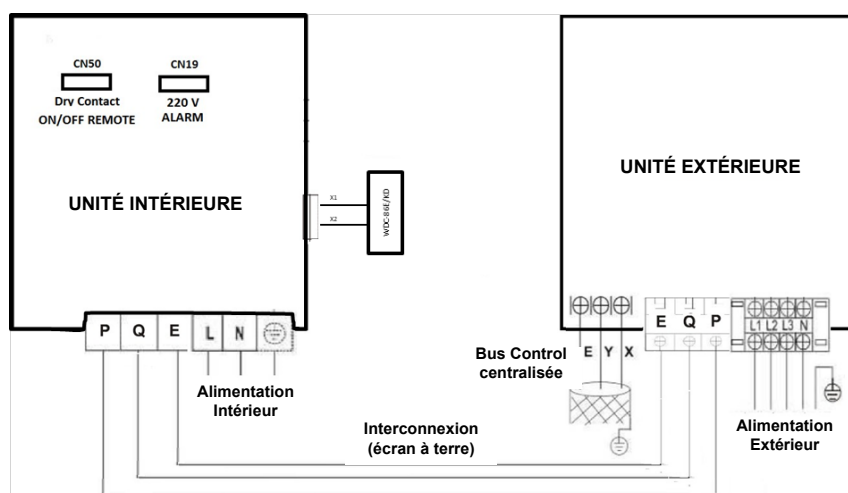 CN50
CN19
Dry Contact
220 V
ON/OFF REMOTE
ALARM
UNITÉ INTÉRIEURE
UNITÉ EXTÉRIEURE
X1
X2
WDC-86E/KD
P Q E L N
E Q P L1 L2 L3 N
Bus Control
centralisée
E Y X
Alimentation
Intérieur
Interconnexion
(écran à terre)
Alimentation
Extérieur